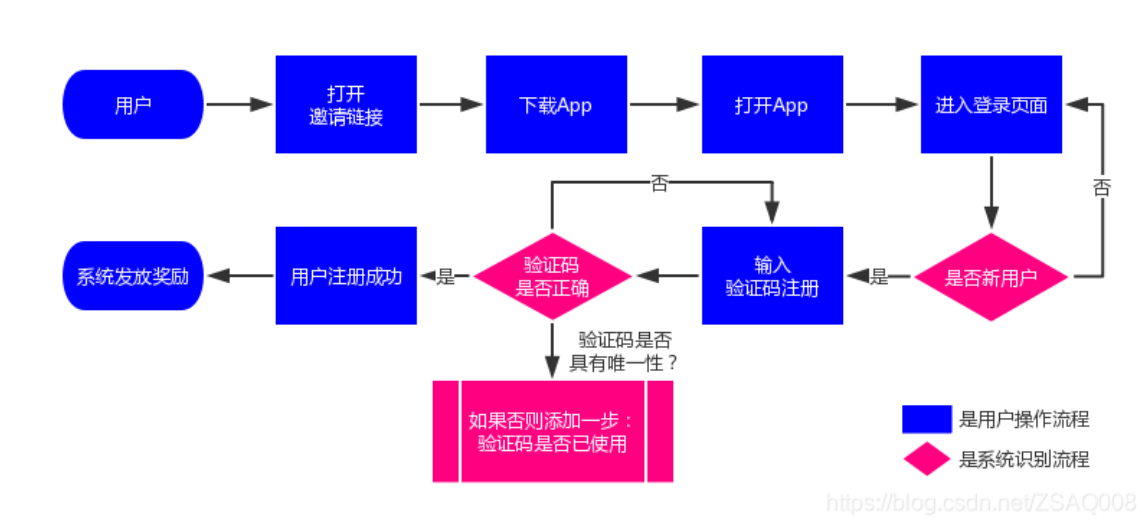 用户
打开
邀请链接
下载App
打开App
进入登录页面
否
否
系统发放奖励
用户注册成功
是
验证码
是否正确
输入
验证码注册
是
是否新用户
验证码是否
具有唯一性？
如果否则添加一步：
验证码是否已使用
是用户操作流程
是系统识别流程
https://blog.csdn.net/ZSAQ008